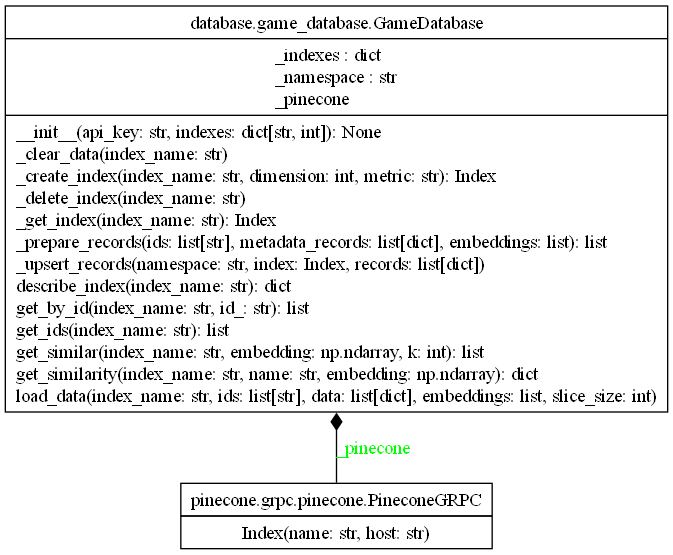 database.game_database.GameDatabase
_indexes : dict
_namespace : str
_pinecone
__init__(api_key: str, indexes: dict[str, int]): None
_clear_data(index_name: str)
_create_index(index_name: str, dimension: int, metric: str): Index
_delete_index(index_name: str)
_get_index(index_name: str): Index
_prepare_records(ids: list[str], metadata_records: list[dict], embeddings: list): list
_upsert_records(namespace: str, index: Index, records: list[dict])
describe_index(index_name: str): dict
get_by_id(index_name: str, id_: str): list
get_ids(index_name: str): list
get_similar(index_name: str, embedding: np.ndarray, k: int): list
get_similarity(index_name: str, name: str, embedding: np.ndarray): dict
load_data(index_name: str, ids: list[str], data: list[dict], embeddings: list, slice_size: int)
_pinecone
pinecone.grpc.pinecone.PineconeGRPC
Index(name: str, host: str)